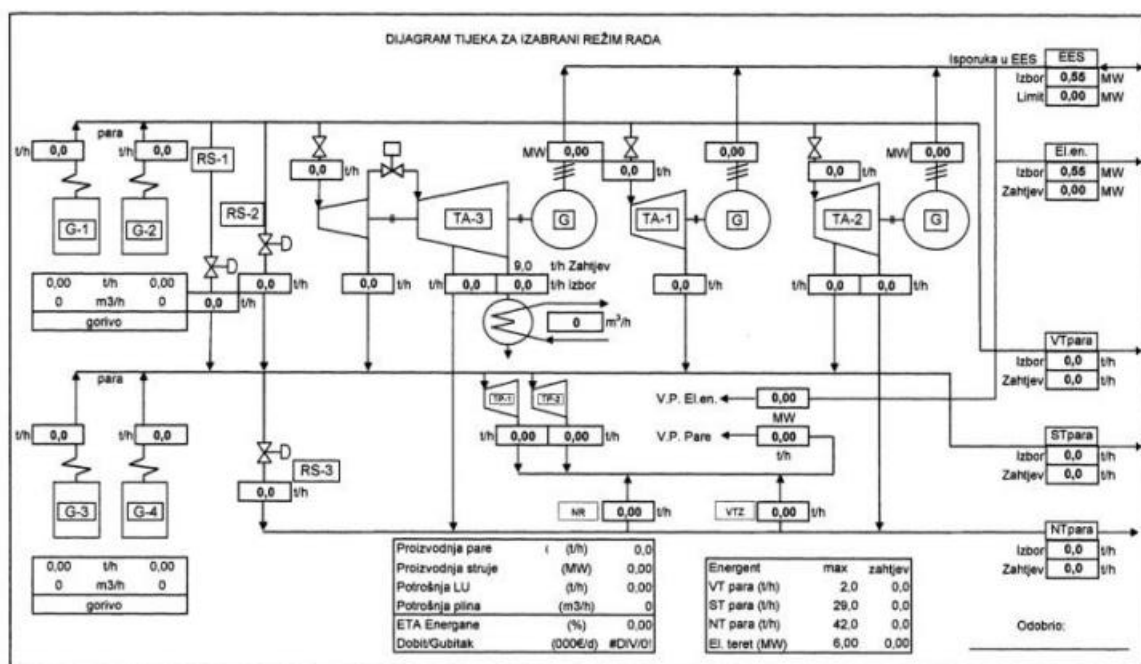 DIJAGRAM TIJEKA ZA IZABRANI REŽIM RADA
Isporuka u EES EES
Izbor 0,55 MW
Limit 0,00 MW
para
t/h 0,0 t/h 0,0
RS-1
G-1 G-2
RS-2
0,0 t/h
MW 0,00
0,0 t/h
0,00
MW 0,00
0,0 t/h
El.en.
Izbor 0,55 MW
Zahtjev 0,00 MW
TA-3 G TA-1 G TA-2 G
9,0 t/h Zahtjev
0,00 t/h 0,00
0 m3/h 0
gorivo
0,0 t/h
0,0 t/h
0,0 t/h
0,0 0,0 t/h izbor
0,0 t/h
t/h 0,0 0,0 t/h
0 m³/h
VTpara
Izbor 0,0 t/h
Zahtjev 0,0 t/h
para
t/h 0,0 t/h 0,0
G-3 G-4
TP-1 TP-2
t/h 0,00 0,00 t/h
V.P. El.en. 0,00
MW
V.P. Pare 0,00
t/h
STpara
Izbor 0,0 t/h
Zahtjev 0,0 t/h
RS-3
0,0 t/h
NR 0,00 t/h
VTZ 0,00 t/h
NTpara
Izbor 0,0 t/h
Zahtjev 0,0 t/h
0,00 t/h 0,00
0 m3/h 0
gorivo
Proizvodnja pare ( (t/h) 0,0
Proizvodnja struje (MW) 0,00
Potrošnja LU (t/h) 0,00
Potrošnja plina (m3/h) 0
ETA Energane (%) 0,00
Dobit/Gubitak (000€/d) #DIV/0!
Energent max zahtjev
VT para (t/h) 2,0 0,0
ST para (t/h) 29,0 0,0
NT para (t/h) 42,0 0,0
El. teret (MW) 6,00 0,00
Odobrio: